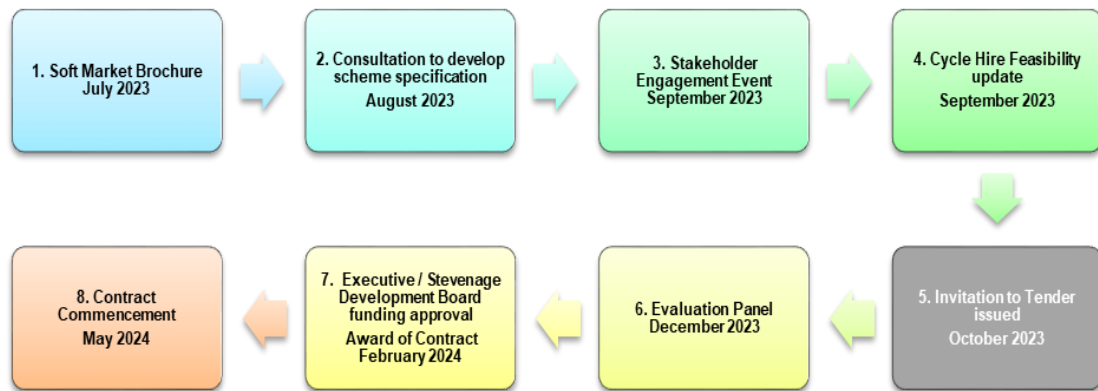 1. Soft Market Brochure
July 2023
2. Consultation to develop
scheme specification
August 2023
3. Stakeholder
Engagement Event
September 2023
4. Cycle Hire Feasibility
update
September 2023
5. Invitation to Tender
issued
October 2023
6. Evaluation Panel
December 2023
7. Executive / Stevenage
Development Board
funding approval
Award of Contract
February 2024
8. Contract
Commencement
May 2024